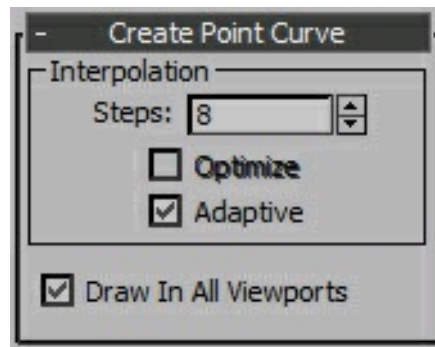 - Create Point Curve
Interpolation
Steps: 8
Optimize
Adaptive
Draw In All Viewports